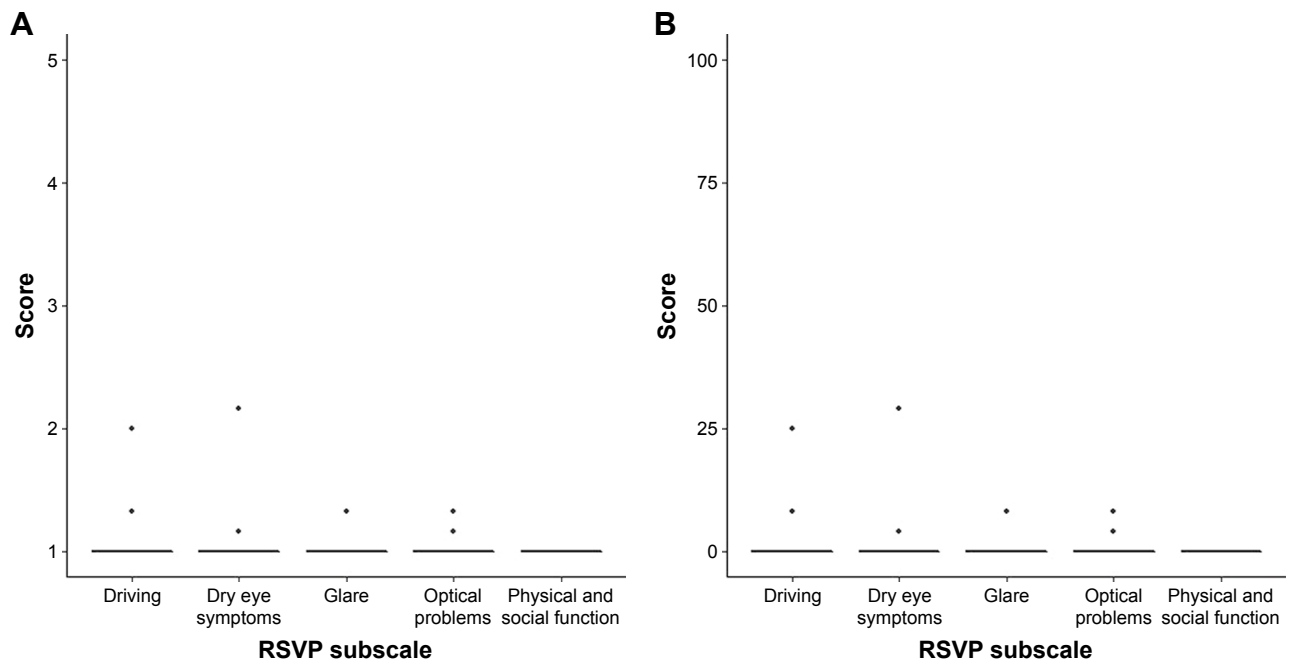 A
Score
5
4
3
2
1
Driving
Dry eye
symptoms
Glare
Optical
problems
Physical and
social function
RSVP subscale
B
Score
100
75
50
25
0
Driving
Dry eye
symptoms
Glare
Optical
problems
Physical and
social function
RSVP subscale